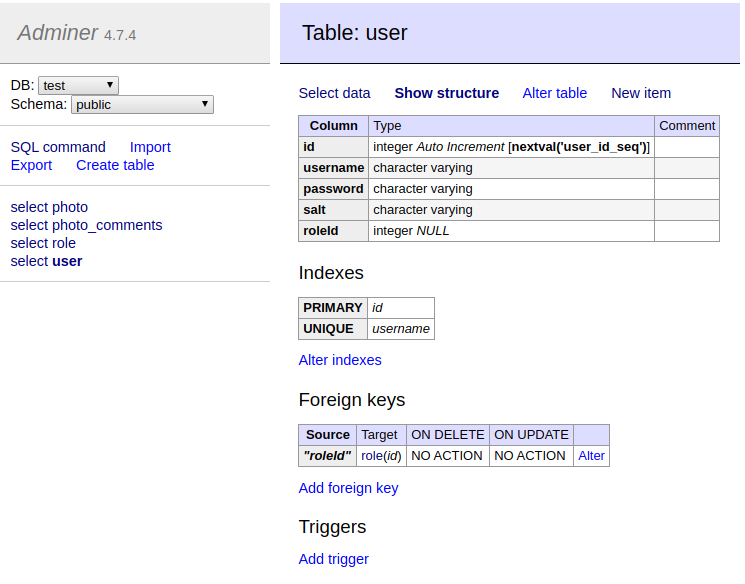 Adminer 4.7.4
DB: test
Schema: public
SQL command Import
Export Create table
select photo
select photo_comments
select role
select user
Table: user
Select data Show structure Alter table New item
Column Type Comment
id integer Auto Increment [nextval('user_id_seq')]
username character varying
password character varying
salt character varying
roleId integer NULL
Indexes
PRIMARY id
UNIQUE username
Alter indexes
Foreign keys
Source Target ON DELETE ON UPDATE
"roleId" role(id) NO ACTION NO ACTION Alter
Add foreign key
Triggers
Add trigger